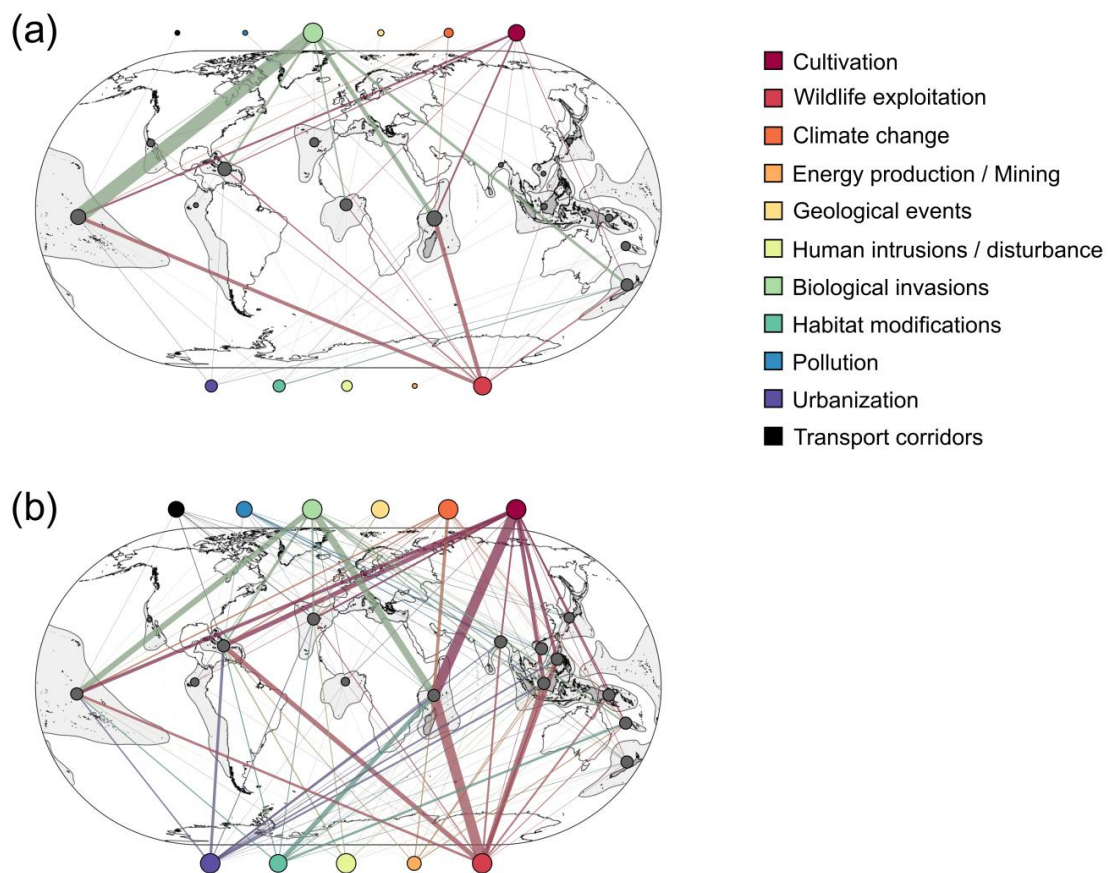 (a)
Cultivation
Wildlife exploitation
Climate change
Energy production / Mining
Geological events
Human intrusions / disturbance
Biological invasions
Habitat modifications
Pollution
Urbanization
Transport corridors
(b)